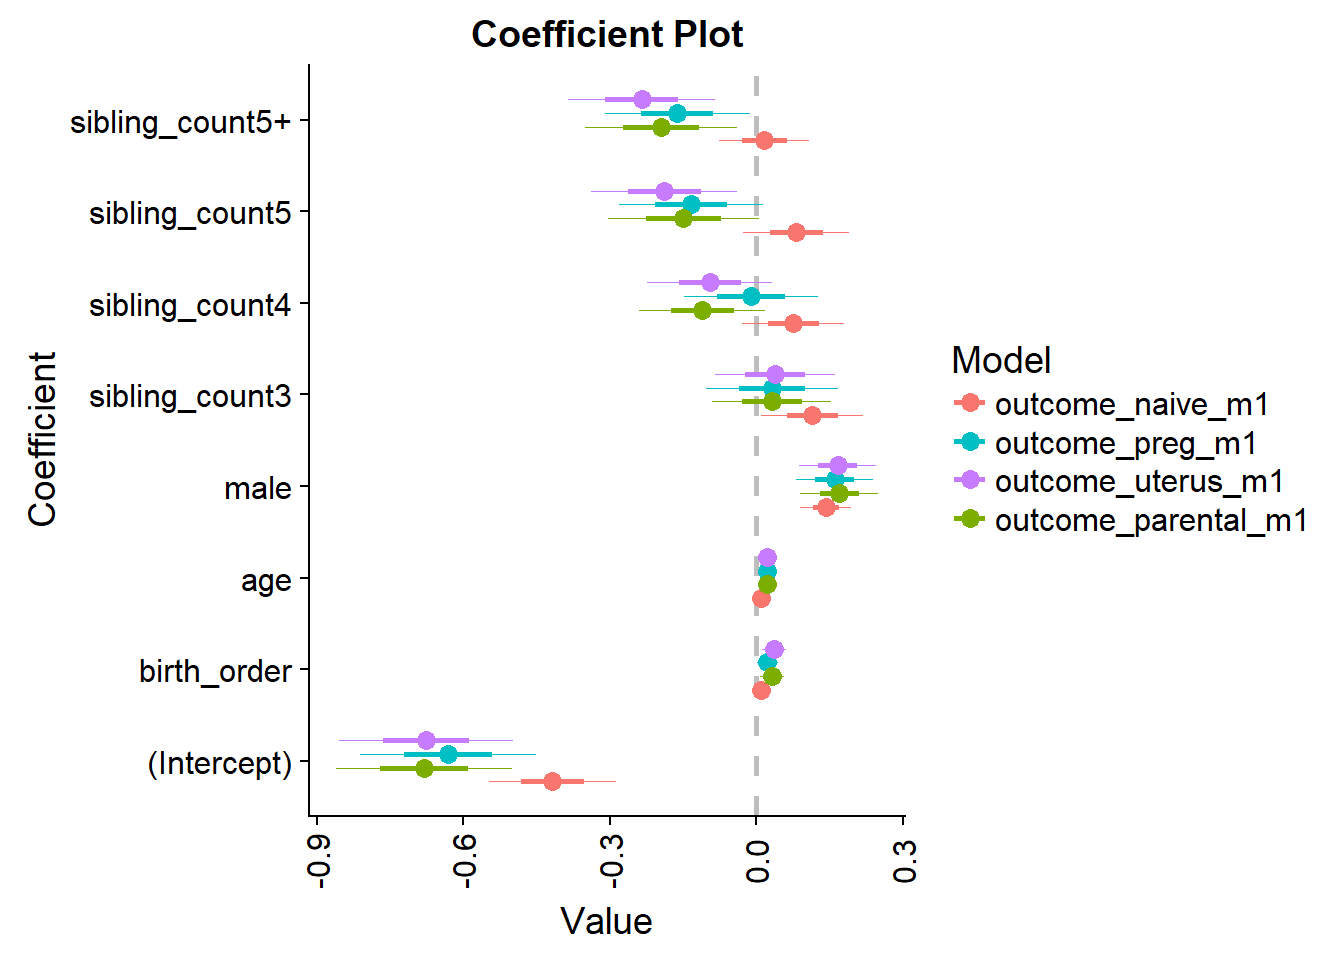 Coefficient Plot
sibling_count5+
sibling_count5
sibling_count4
sibling_count3
male
age
birth_order
(Intercept)
Coefficient
-0.9
-0.6
-0.3
0.0
0.3
Value
Model
outcome_naive_m1
outcome_preg_m1
outcome_uterus_m1
outcome_parental_m1